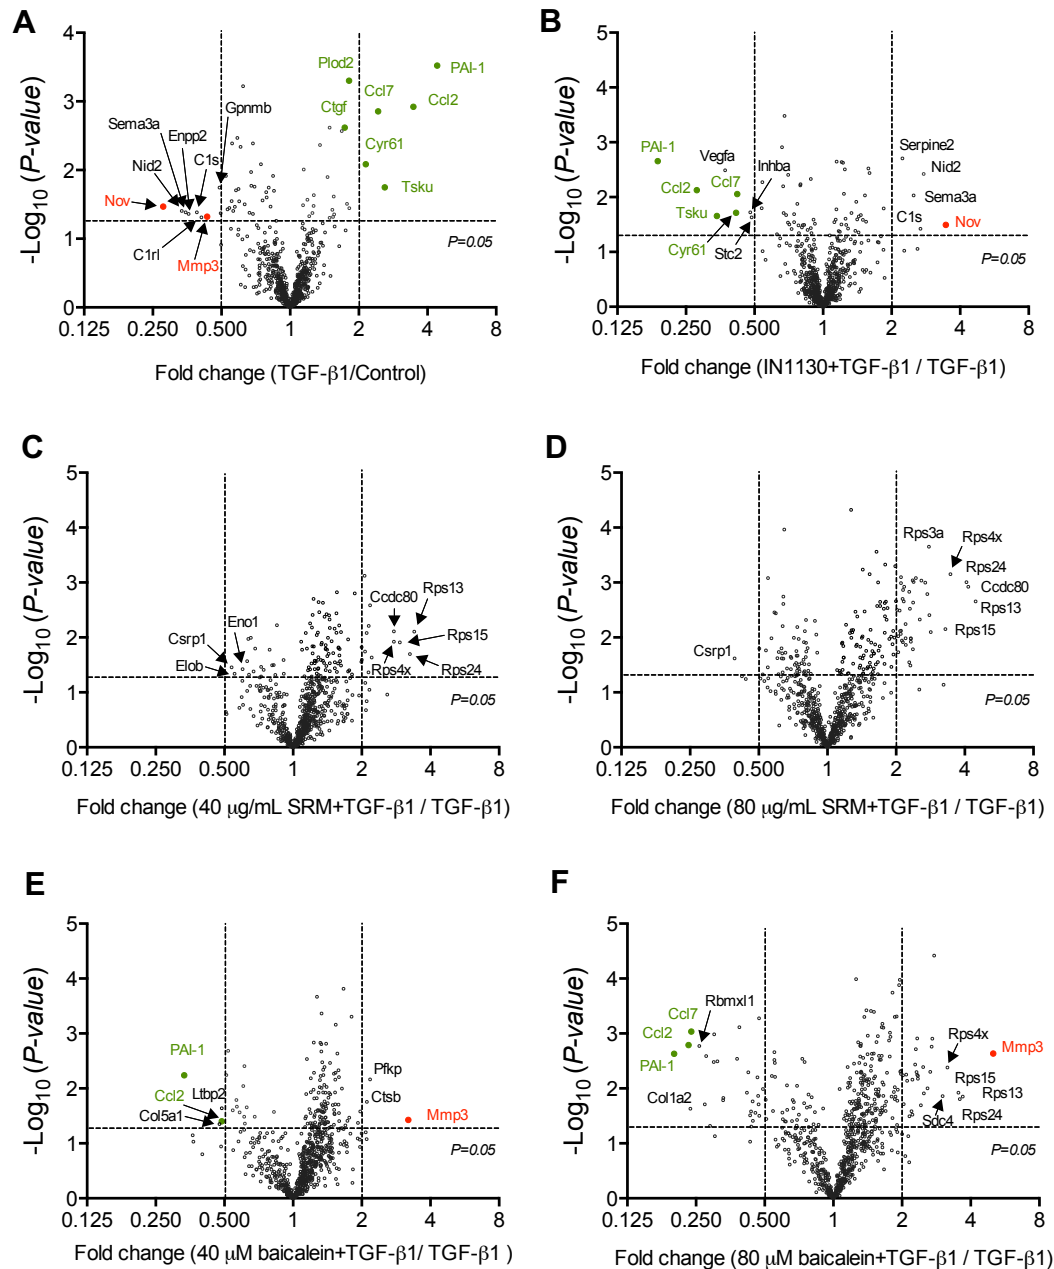 A
-Log10 (P-value)
4
3
2
1
0
Plod2
PAI-1
Ccl7
Ctgf
Ccl2
Gpnmb
Sema3a
Enpp2
Cyr61
Nid2
C1s
Tsku
Nov
C1rl
Mmp3
P=0.05
0.125 0.250 0.500 1 2 4 8
Fold change (TGF-β1/Control)
B
-Log10 (P-value)
5
4
3
2
1
0
PAI-1
Vegfa
Inhba
Serpine2
Nid2
Ccl2
Ccl7
Sema3a
Tsku
C1s
Nov
Cyr61
Stc2
P=0.05
0.125 0.250 0.500 1 2 4 8
Fold change (IN1130+TGF-β1 / TGF-β1)
C
-Log10 (P-value)
5
4
3
2
1
0
Ccdc80
Rps13
Eno1
Csrp1
Rps15
Elob
Rps4x
Rps24
P=0.05
0.125 0.250 0.500 1 2 4 8
Fold change (40 μg/mL SRM+TGF-β1 / TGF-β1)
D
-Log10 (P-value)
5
4
3
2
1
0
Rps3a
Rps4x
Rps24
Ccdc80
Rps13
Rps15
Csrp1
P=0.05
0.125 0.250 0.500 1 2 4 8
Fold change (80 μg/mL SRM+TGF-β1 / TGF-β1)
E
-Log10 (P-value)
5
4
3
2
1
0
PAI-1
Pfkp
Ccl2
Ltbp2
Ctsb
Col5a1
Mmp3
P=0.05
0.125 0.250 0.500 1 2 4 8
Fold change (40 μM baicalein+TGF-β1/ TGF-β1 )
F
-Log10 (P-value)
5
4
3
2
1
0
Rbmxl1
Ccl7
Ccl2
Rps4x
Mmp3
PAI-1
Rps15
Col1a2
Rps13
Sdc4
Rps24
P=0.05
0.125 0.250 0.500 1 2 4 8
Fold change (80 μM baicalein+TGF-β1 / TGF-β1)